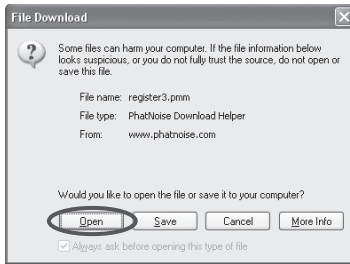 File Download
Some files can harm your computer. If the file information below
looks suspicious, or you do not fully trust the source, do not open or
save this file.
File name: register3.pmm
File type: PhatNoise Download Helper
From: www.phatnoise.com
Would you like to open the file or save it to your computer?
Open Save Cancel More Info
Always ask before opening this type of file